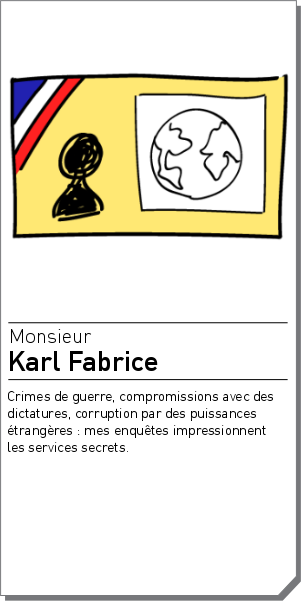 Monsieur
Karl Fabrice
Crimes de guerre, compromissions avec des
dictatures, corruption par des puissances
étrangères : mes enquêtes impressionnent
les services secrets.